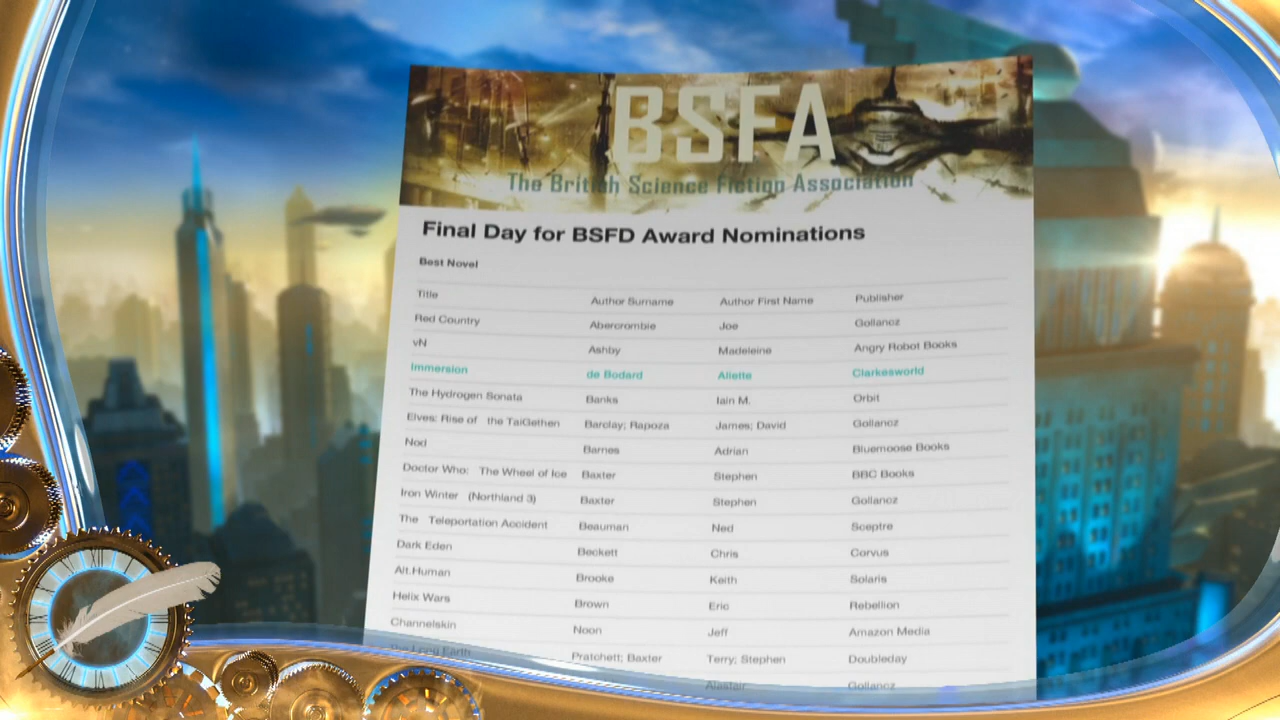 BSFA
The British Science Fiction Association
Final Day for BSFD Award Nominations
Best Novel
Title Author Surname Author First Name Publisher
Red Country Abercrombie Joe Gollancz
vN Ashby Madeleine Angry Robot Books
Immersion de Bodard Aliette Clarkesworld
The Hydrogen Sonata Banks Iain M. Orbit
Elves: Rise of the TaiGethen Barclay; Rapoza James; David Gollanz
Nod Barnes Adrian Bluemoose Books
Doctor Who: The Wheel of Ice Baxter Stephen BBC Books
Iron Winter (Northland 3) Baxter Stephen Gollancz
The Teleportation Accident Beauman Ned Sceptre
Dark Eden Beckett Chris Corvus
Alt.Human Brooke Keith Solaris
Helix Wars Brown Eric Rebellion
Channelskin Noon Jeff Amazon Media
The Long Earth Pratchett; Baxter Terry; Stephen Doubleday
Alastair Gollancz